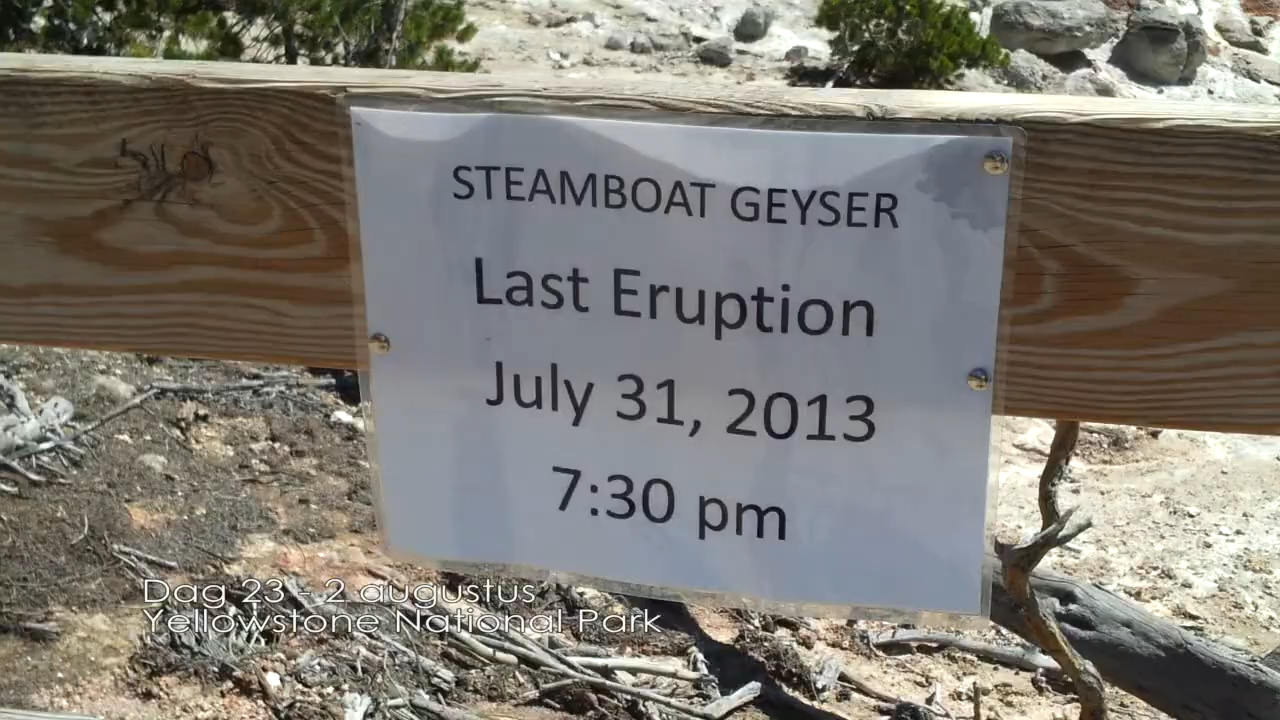 STEAMBOAT GEYSER
Last Eruption
July 31, 2013
7:30 pm
Dag 23 - 2 augustus
Yellowstone National Park